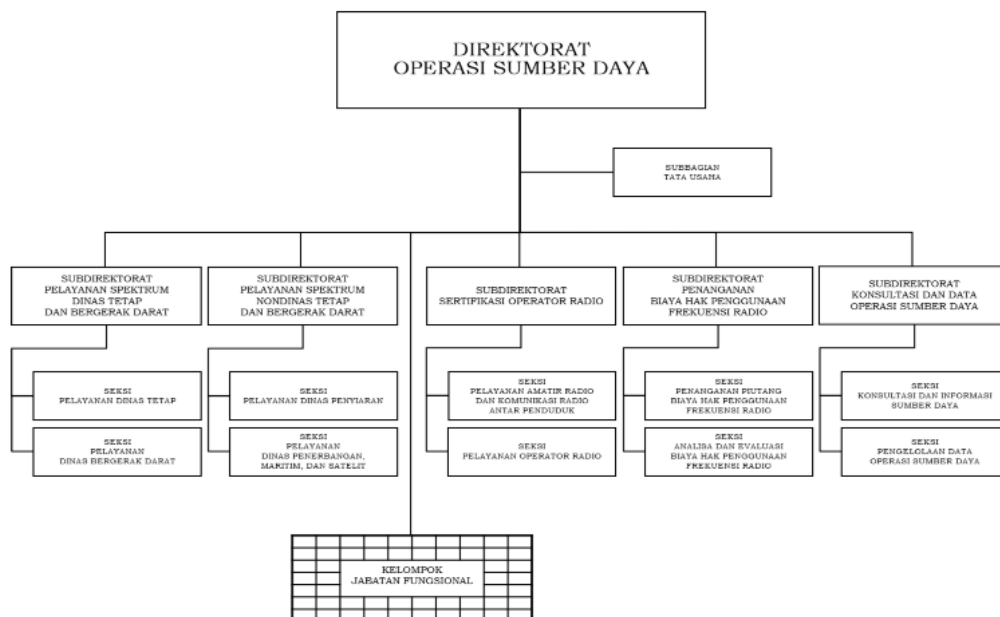 DIREKTORAT
OPERASI SUMBER DAYA
SUBBAGIAN
TATA USAHA
SUBDIREKTORAT
PELAYANAN SPEKTRUM
DINAS TETAP
DAN BERGERAK DARAT
SUBDIREKTORAT
PELAYANAN SPEKTRUM
NONDINAS TETAP
DAN BERGERAK DARAT
SUBDIREKTORAT
SERTIFIKASI OPERATOR RADIO
SUBDIREKTORAT
PENANGANAN
BIAYA HAK PENGGUNAAN
FREKUENSI RADIO
SUBDIREKTORAT
KONSULTASI DAN DATA
OPERASI SUMBER DAYA
SEKSI
PELAYANAN DINAS TETAP
SEKSI
PELAYANAN DINAS PENYIARAN
SEKSI
PELAYANAN AMATIR RADIO
DAN KOMUNIKASI RADIO
ANTAR PENDUDUK
SEKSI
PENANGANAN PIUTANG
BIAYA HAK PENGGUNAAN
FREKUENSI RADIO
SEKSI
KONSULTASI DAN INFORMASI
SUMBER DAYA
SEKSI
PELAYANAN
DINAS BERGERAK DARAT
SEKSI
PELAYANAN
DINAS PENERBANGAN,
MARITIM, DAN SATELIT
SEKSI
PELAYANAN OPERATOR RADIO
SEKSI
ANALISA DAN EVALUASI
BIAYA HAK PENGGUNAAN
FREKUENSI RADIO
SEKSI
PENGELOLAAN DATA
OPERASI SUMBER DAYA
KELOMPOK
JABATAN FUNGSIONAL